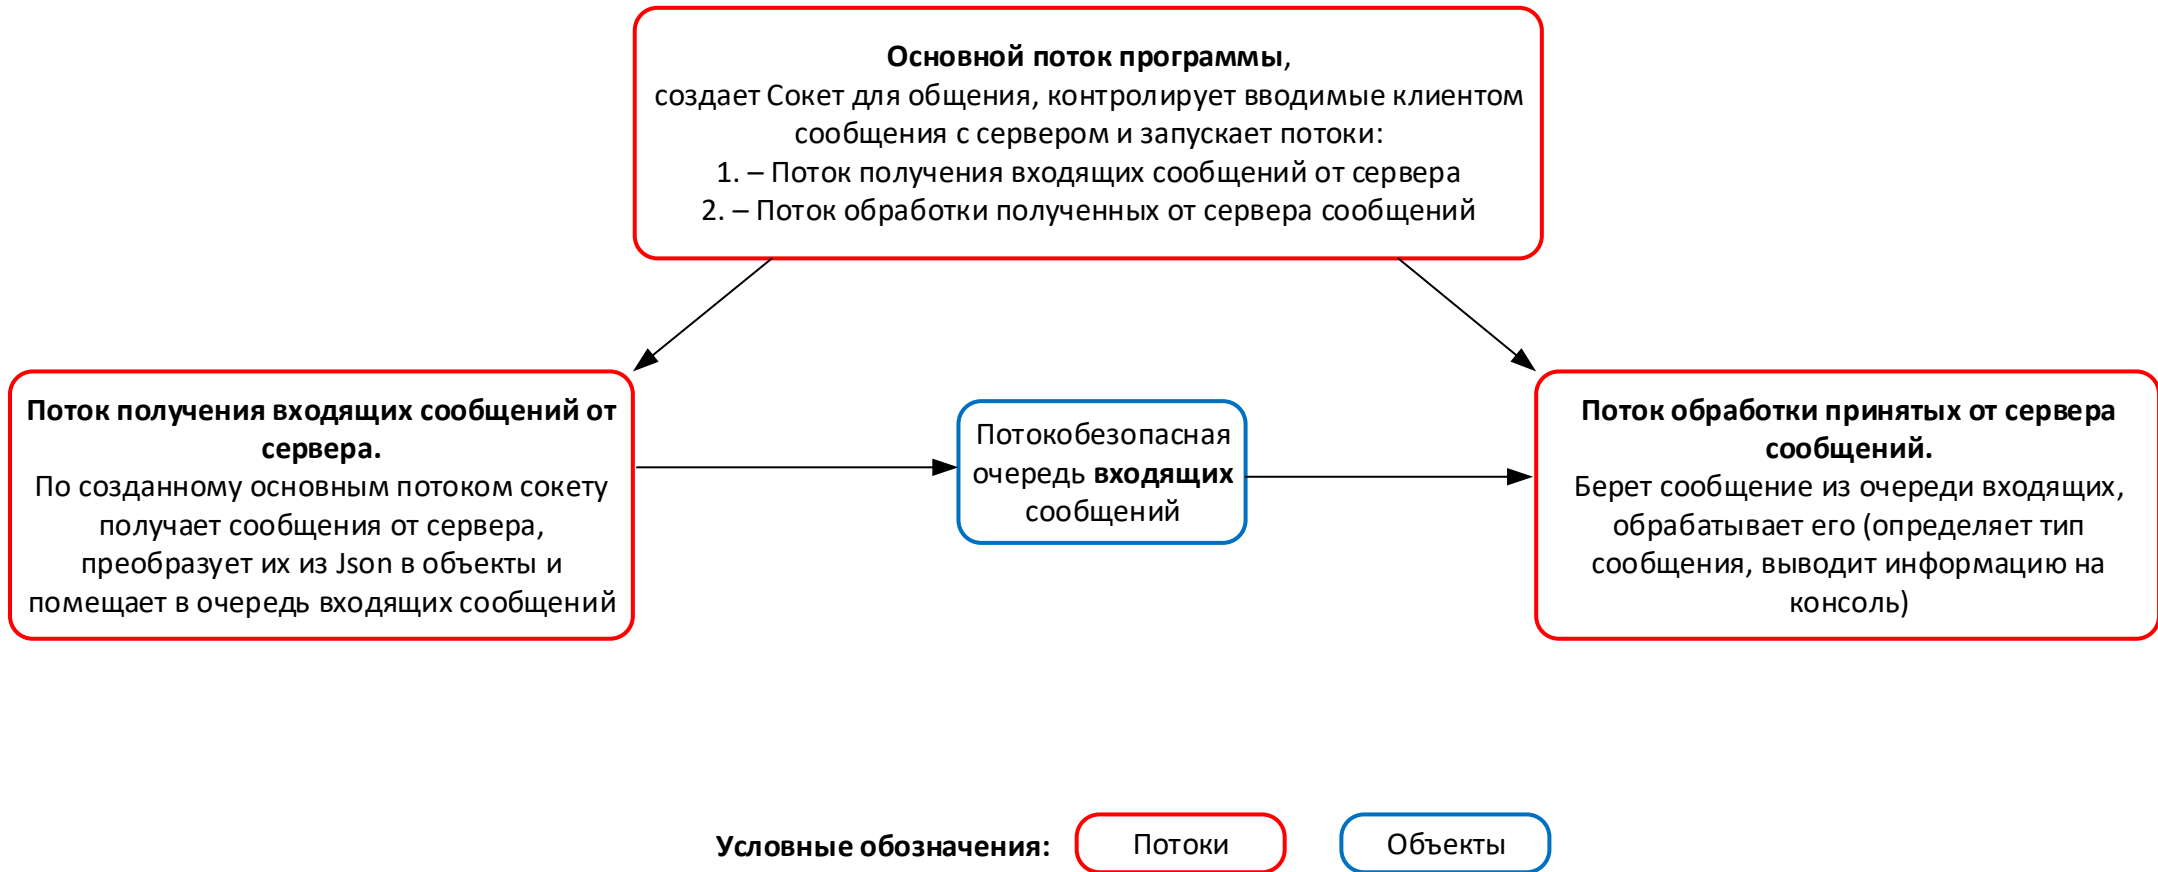 Основной поток программы,
создает Сокет для общения, контролирует вводимые клиентом
сообщения с сервером и запускает потоки:
1. – Поток получения входящих сообщений от сервера
2. – Поток обработки полученных от сервера сообщений
Поток получения входящих сообщений от
сервера.
По созданному основным потоком сокету
получает сообщения от сервера,
преобразует их из Json в объекты и
помещает в очередь входящих сообщений
Потокобезопасная
очередь входящих
сообщений
Поток обработки принятых от сервера
сообщений.
Берет сообщение из очереди входящих,
обрабатывает его (определяет тип
сообщения, выводит информацию на
консоль)
Условные обозначения:
Потоки
Объекты